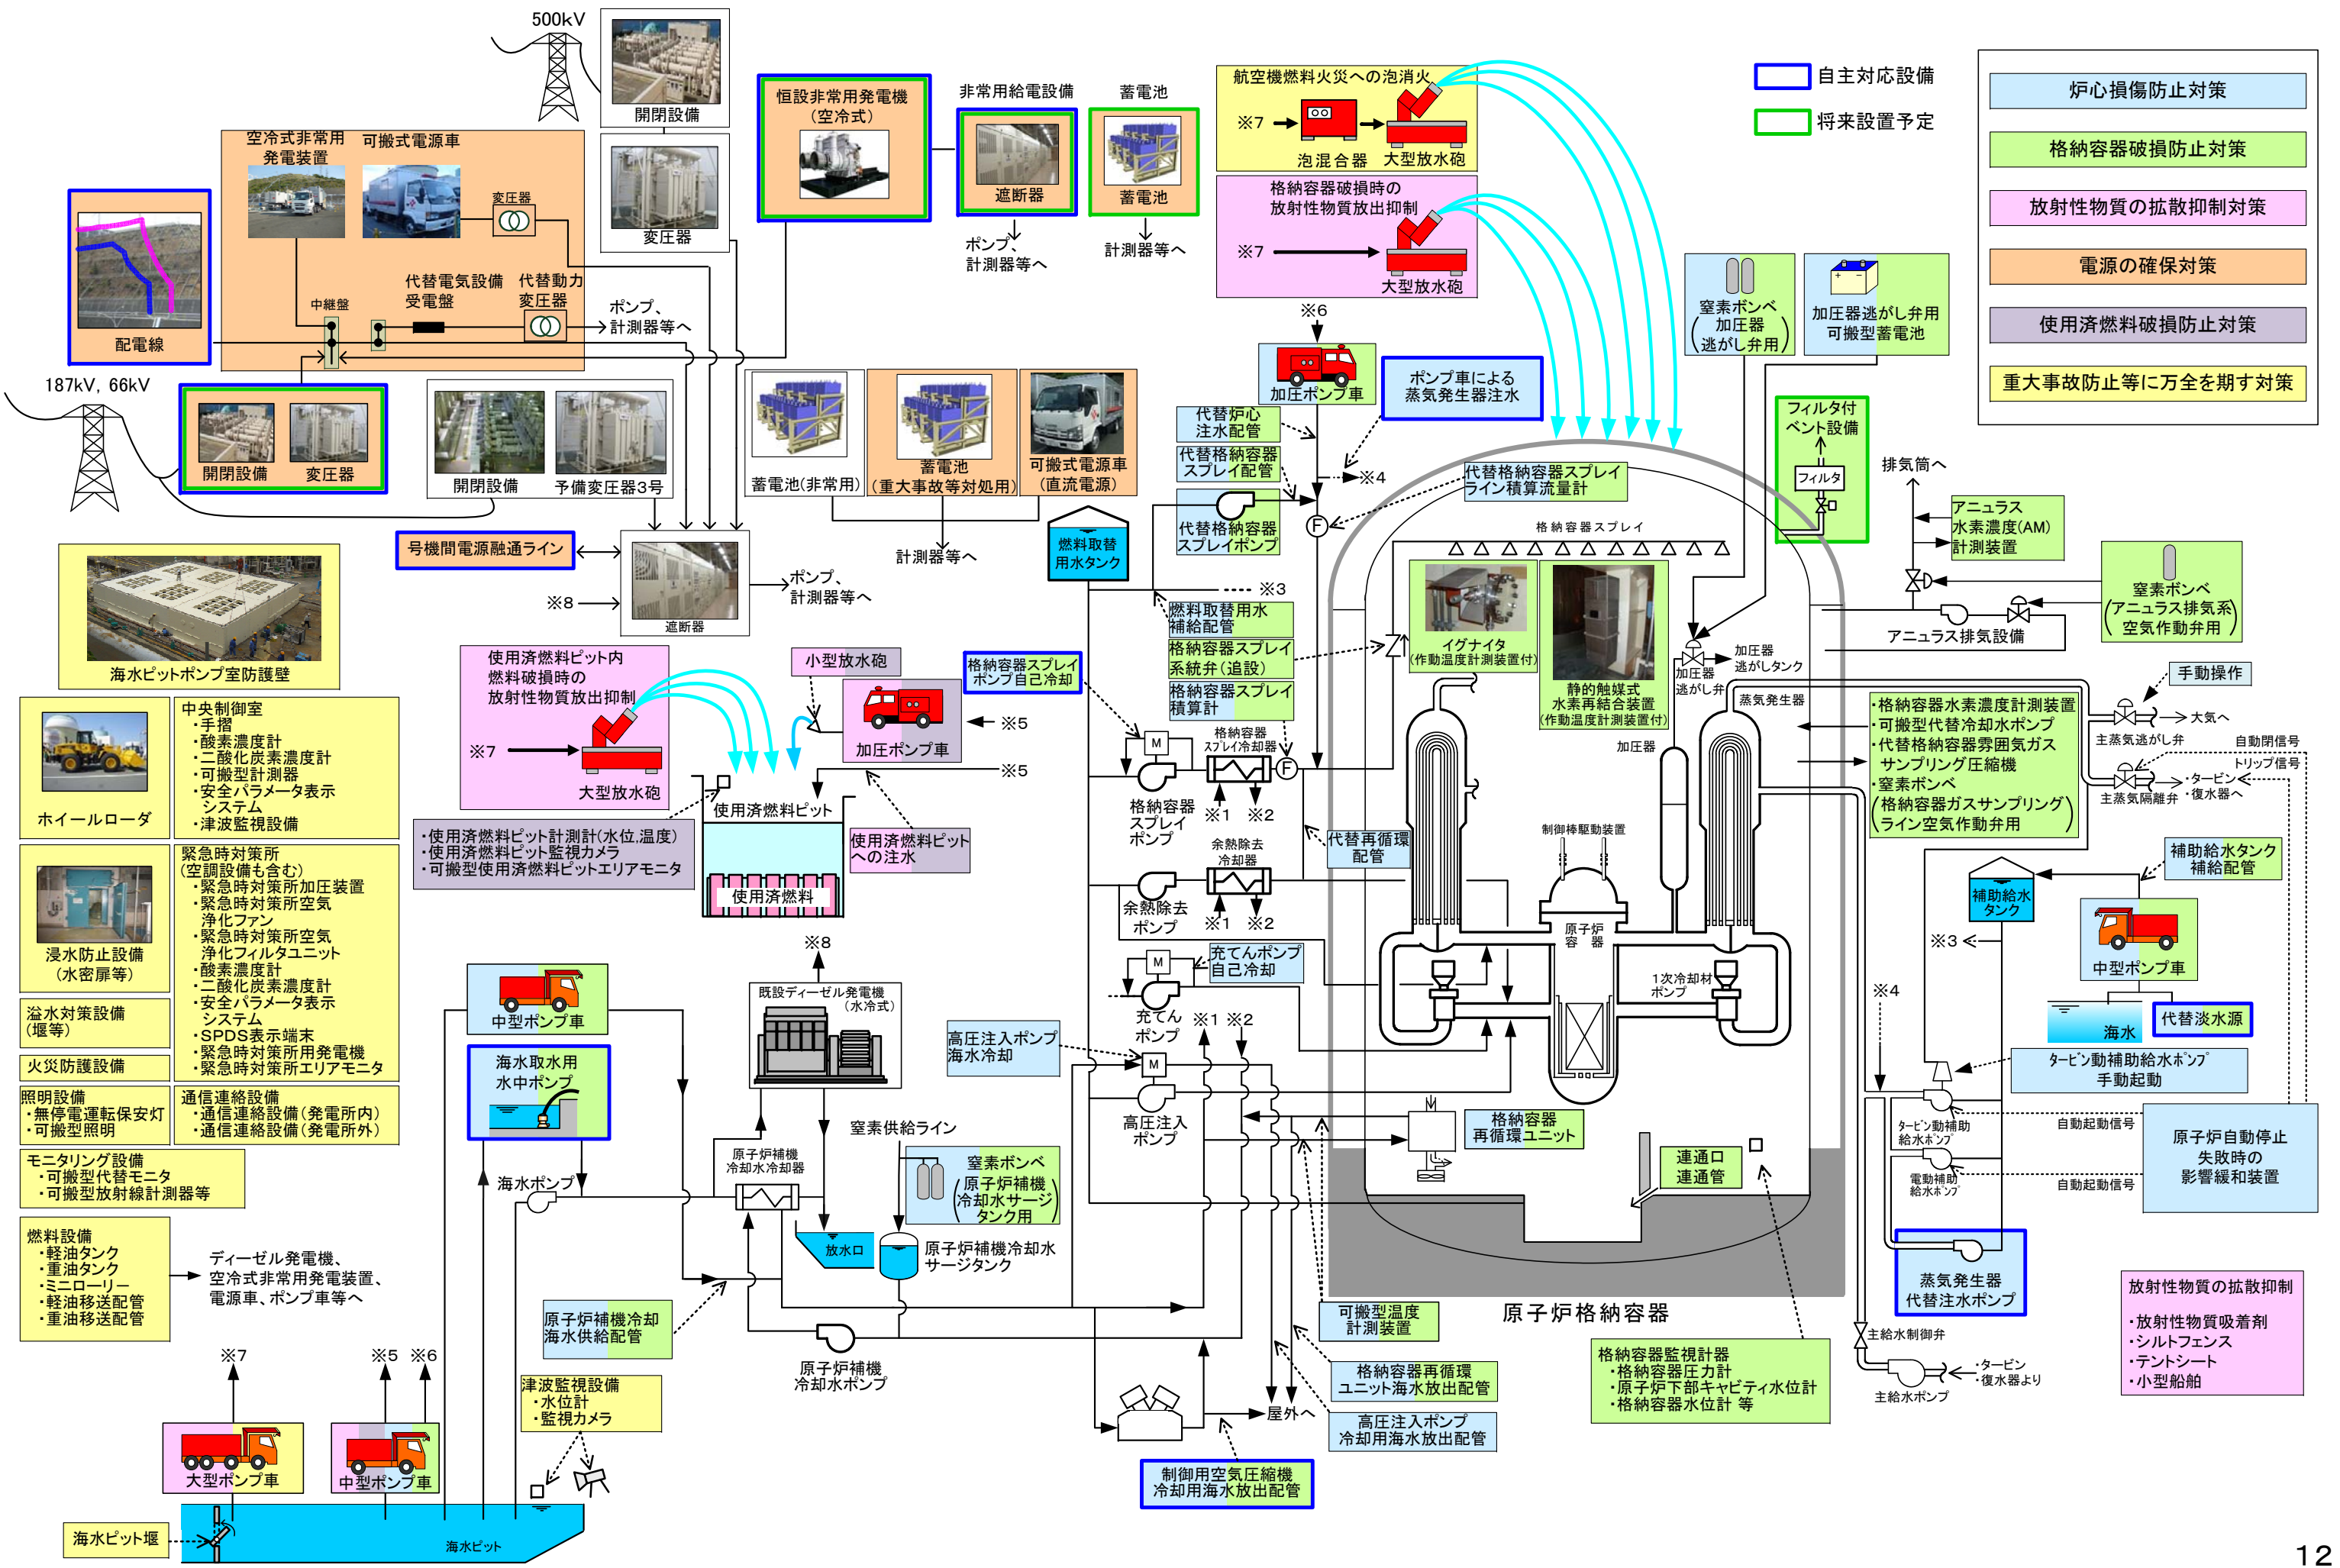 500kV
開閉設備
変圧器
空冷式非常用
発電装置
可搬式電源車
変圧器
中継盤
代替電気設備
受電盤
代替動力
変圧器
ポンプ、
計測器等へ
配電線
187kV, 66kV
開閉設備
変圧器
開閉設備
予備変圧器3号
恒設非常用発電機
(空冷式)
非常用給電設備
遮断器
ポンプ、
計測器等へ
蓄電池
蓄電池
計測器等へ
航空機燃料火災への泡消火
※7
泡混合器
大型放水砲
格納容器破損時の
放射性物質放出抑制
※7
大型放水砲
自主対応設備
将来設置予定
炉心損傷防止対策
格納容器破損防止対策
放射性物質の拡散抑制対策
電源の確保対策
使用済燃料破損防止対策
重大事故防止等に万全を期す対策
窒素ボンベ
(加圧器
逃がし弁用)
加圧器逃がし弁用
可搬型蓄電池
※6
加圧ポンプ車
ポンプ車による
蒸気発生器注水
代替炉心
注水配管
代替格納容器
スプレイ配管
代替格納容器
スプレイポンプ
※4
F
代替格納容器スプレイ
ライン積算流量計
フィルタ付
ベント設備
フィルタ
排気筒へ
アニュラス
水素濃度(AM)
計測装置
窒素ボンベ
(アニュラス排気系
空気作動弁用)
アニュラス排気設備
蓄電池(非常用)
蓄電池
(重大事故等対処用)
可搬式電源車
(直流電源)
計測器等へ
号機間電源融通ライン
※8
遮断器
ポンプ、
計測器等へ
燃料取替
用水タンク
※3
燃料取替用水
補給配管
格納容器スプレイ
系統弁(追設)
格納容器スプレイ
積算計
格納容器スプレイ
イグナイタ
(作動温度計測装置付)
静的触媒式
水素再結合装置
(作動温度計測装置付)
加圧器
逃がしタンク
加圧器
逃がし弁
蒸気発生器
加圧器
手動操作
大気へ
主蒸気逃がし弁
自動閉信号
トリップ信号
・タービン
・復水器へ
主蒸気隔離弁
・格納容器水素濃度計測装置
・可搬型代替冷却水ポンプ
・代替格納容器雰囲気ガス
サンプリング圧縮機
・窒素ボンベ
(格納容器ガスサンプリング
ライン空気作動弁用)
海水ピットポンプ室防護壁
ホイールローダ
中央制御室
・手摺
・酸素濃度計
・二酸化炭素濃度計
・可搬型計測器
・安全パラメータ表示
システム
・津波監視設備
浸水防止設備
(水密扉等)
緊急時対策所
(空調設備も含む)
・緊急時対策所加圧装置
・緊急時対策所空気
浄化ファン
・緊急時対策所空気
浄化フィルタユニット
・酸素濃度計
・二酸化炭素濃度計
・安全パラメータ表示
システム
・SPDS表示端末
・緊急時対策所用発電機
・緊急時対策所エリアモニタ
溢水対策設備
(堰等)
火災防護設備
照明設備
・無停電運転保安灯
・可搬型照明
通信連絡設備
・通信連絡設備(発電所内)
・通信連絡設備(発電所外)
モニタリング設備
・可搬型代替モニタ
・可搬型放射線計測器等
燃料設備
・軽油タンク
・重油タンク
・ミニローリー
・軽油移送配管
・重油移送配管
ディーゼル発電機、
空冷式非常用発電装置、
電源車、ポンプ車等へ
使用済燃料ピット内
燃料破損時の
放射性物質放出抑制
※7
大型放水砲
小型放水砲
加圧ポンプ車
※5
※5
使用済燃料ピット
使用済燃料
使用済燃料ピット
への注水
・使用済燃料ピット計測計(水位,温度)
・使用済燃料ピット監視カメラ
・可搬型使用済燃料ピットエリアモニタ
格納容器スプレイ
ポンプ自己冷却
M
格納容器
スプレイ冷却器
F
格納容器
スプレイ
ポンプ
※1
※2
代替再循環
配管
余熱除去
冷却器
余熱除去
ポンプ
※1
※2
充てんポンプ
自己冷却
M
充てん
ポンプ
※1
※2
高圧注入ポンプ
海水冷却
M
高圧注入
ポンプ
制御棒駆動装置
原子炉
容器
1次冷却材
ポンプ
格納容器
再循環ユニット
連通口
連通管
原子炉格納容器
補助給水
タンク
補助給水タンク
補給配管
※3
中型ポンプ車
海水
代替淡水源
※4
タービン動補助給水ポンプ
手動起動
タービン動補助
給水ポンプ
自動起動信号
電動補助
給水ポンプ
自動起動信号
原子炉自動停止
失敗時の
影響緩和装置
蒸気発生器
代替注水ポンプ
主給水制御弁
主給水ポンプ
・タービン
・復水器より
放射性物質の拡散抑制
・放射性物質吸着剤
・シルトフェンス
・テントシート
・小型船舶
※8
既設ディーゼル発電機
(水冷式)
中型ポンプ車
海水取水用
水中ポンプ
海水ポンプ
原子炉補機
冷却水冷却器
窒素供給ライン
窒素ボンベ
(原子炉補機
冷却水サージ
タンク用)
放水口
原子炉補機冷却水
サージタンク
原子炉補機冷却
海水供給配管
原子炉補機
冷却水ポンプ
津波監視設備
・水位計
・監視カメラ
可搬型温度
計測装置
格納容器再循環
ユニット海水放出配管
高圧注入ポンプ
冷却用海水放出配管
屋外へ
制御用空気圧縮機
冷却用海水放出配管
格納容器監視計器
・格納容器圧力計
・原子炉下部キャビティ水位計
・格納容器水位計 等
※7
※5
※6
大型ポンプ車
中型ポンプ車
海水ピット堰
海水ピット
12